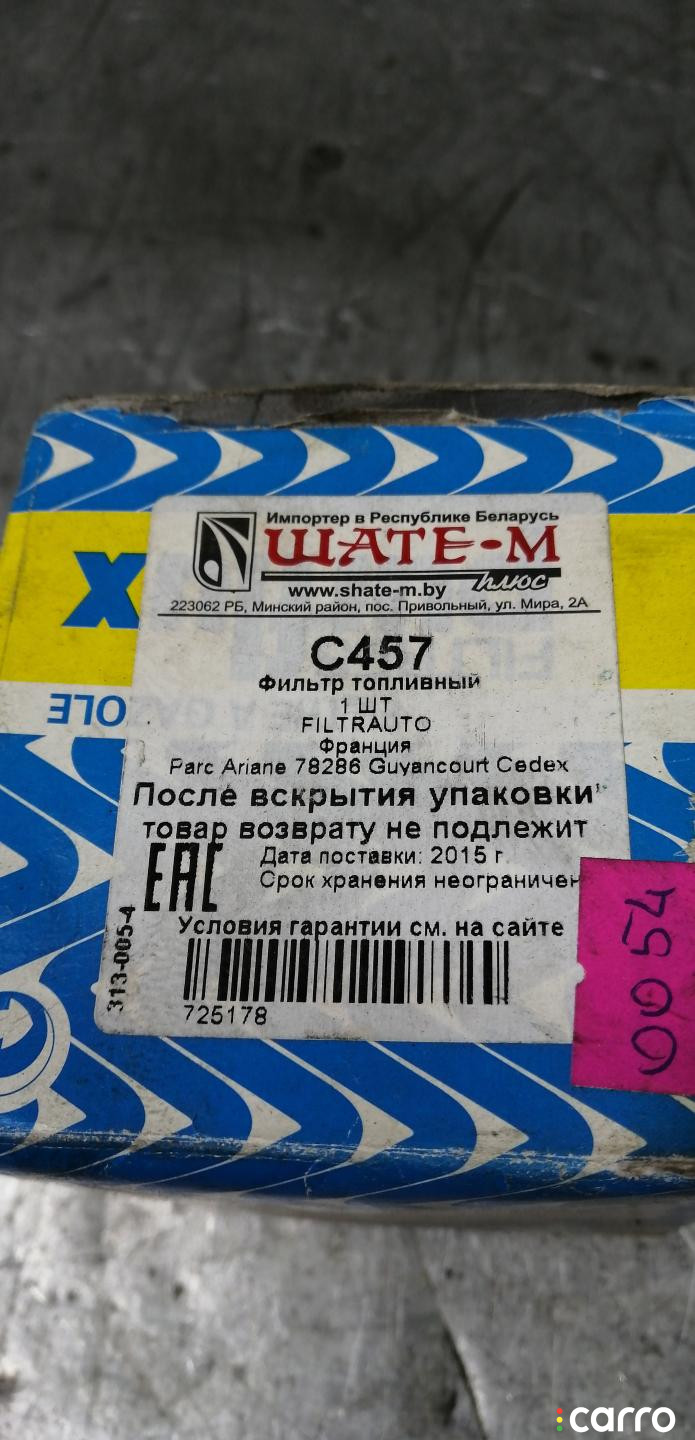 Импортер в Республике Беларусь
ШАТЕ-М
плюс
www.shate-m.by
223062 РБ, Минский район, пос. Привольный, ул. Мира, 2А
X
C457
Фильтр топливный
1 ШТ
FILTRAUTO
Франция
Parc Ariane 78286 Guyancourt Cedex
После вскрытия упаковки
товар возврату не подлежит
EAC
Дата поставки: 2015 г
Срок хранения неограничен
Условия гарантии см. на сайте
313-005-4
725178
0054
carro